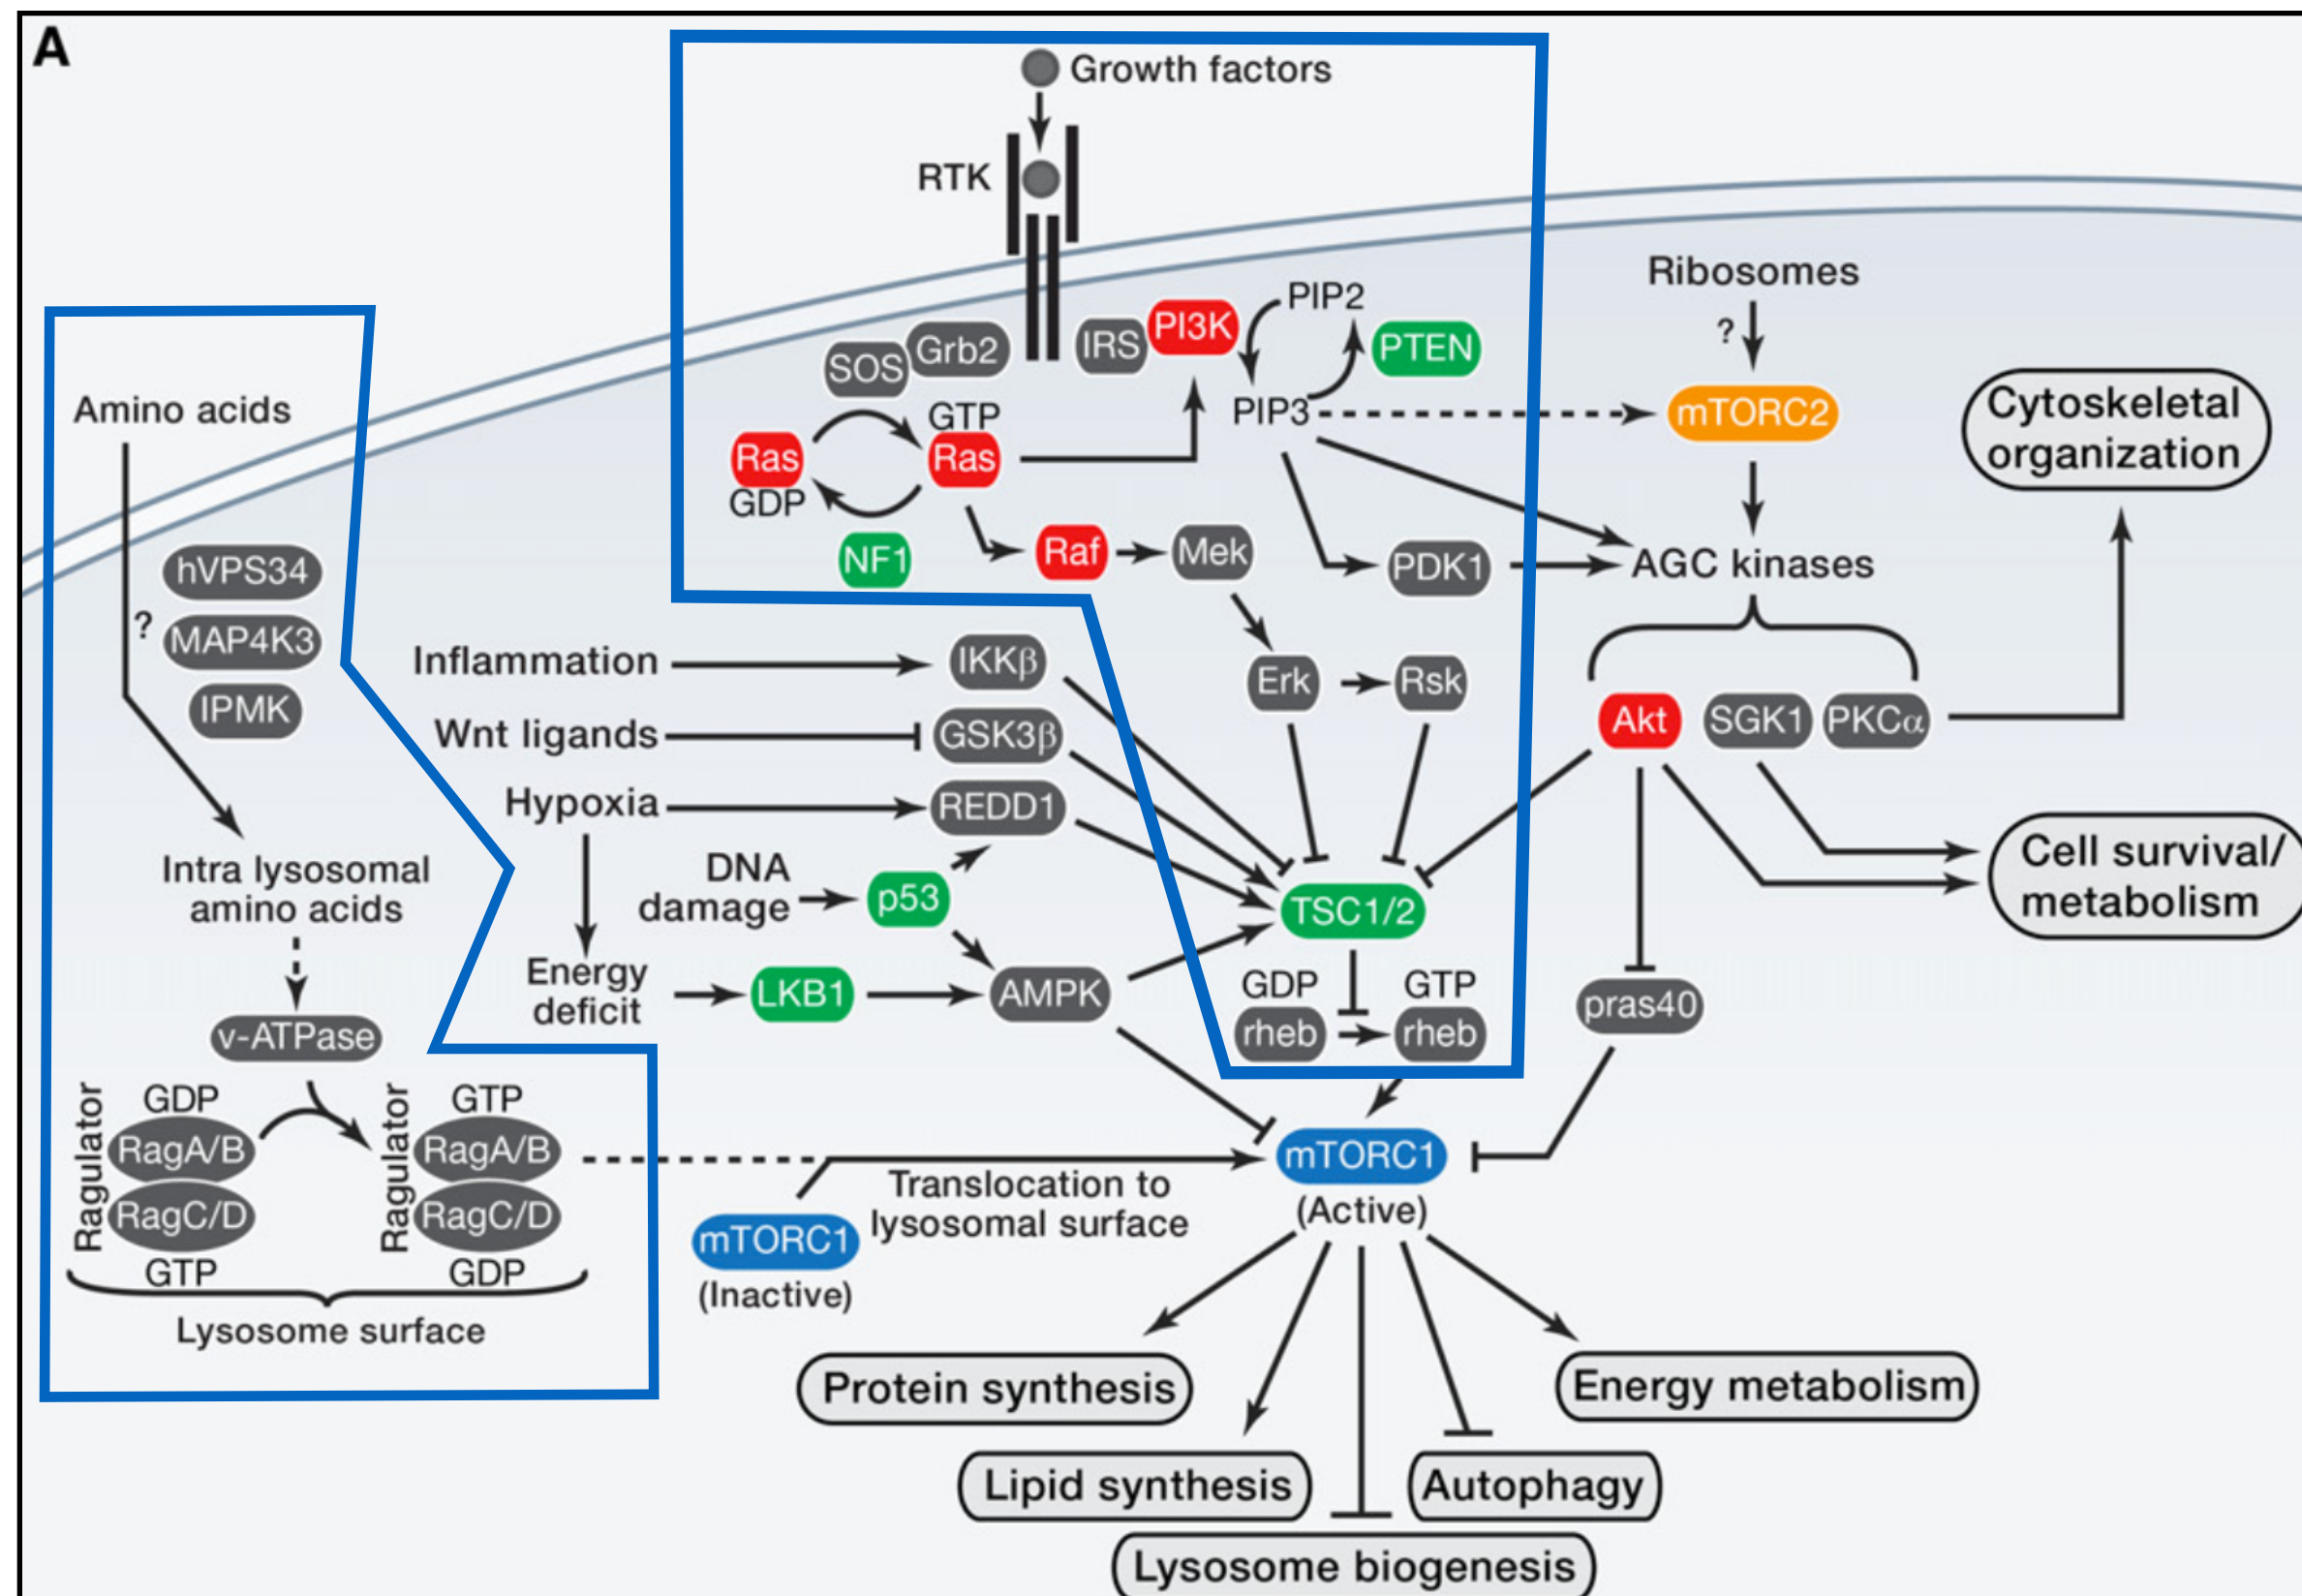 A
Growth factors
RTK
Ribosomes
?
PIP2
PI3K
IRS
PTEN
Grb2
SOS
PIP3
mTORC2
Cytoskeletal
organization
Amino acids
GTP
Ras
Ras
GDP
NF1
Raf
Mek
PDK1
AGC kinases
hVPS34
?
MAP4K3
IPMK
Inflammation
IKKβ
Erk
Rsk
Akt
SGK1
PKCα
Wnt ligands
GSK3β
Hypoxia
REDD1
DNA
damage
p53
TSC1/2
Cell survival/
metabolism
Intra lysosomal
amino acids
Energy
deficit
LKB1
AMPK
GDP
GTP
rheb
rheb
pras40
v-ATPase
Ragulator
GDP
RagA/B
RagC/D
GTP
Ragulator
GTP
RagA/B
RagC/D
GDP
Lysosome surface
mTORC1
(Inactive)
Translocation to
lysosomal surface
mTORC1
(Active)
Protein synthesis
Energy metabolism
Lipid synthesis
Autophagy
Lysosome biogenesis